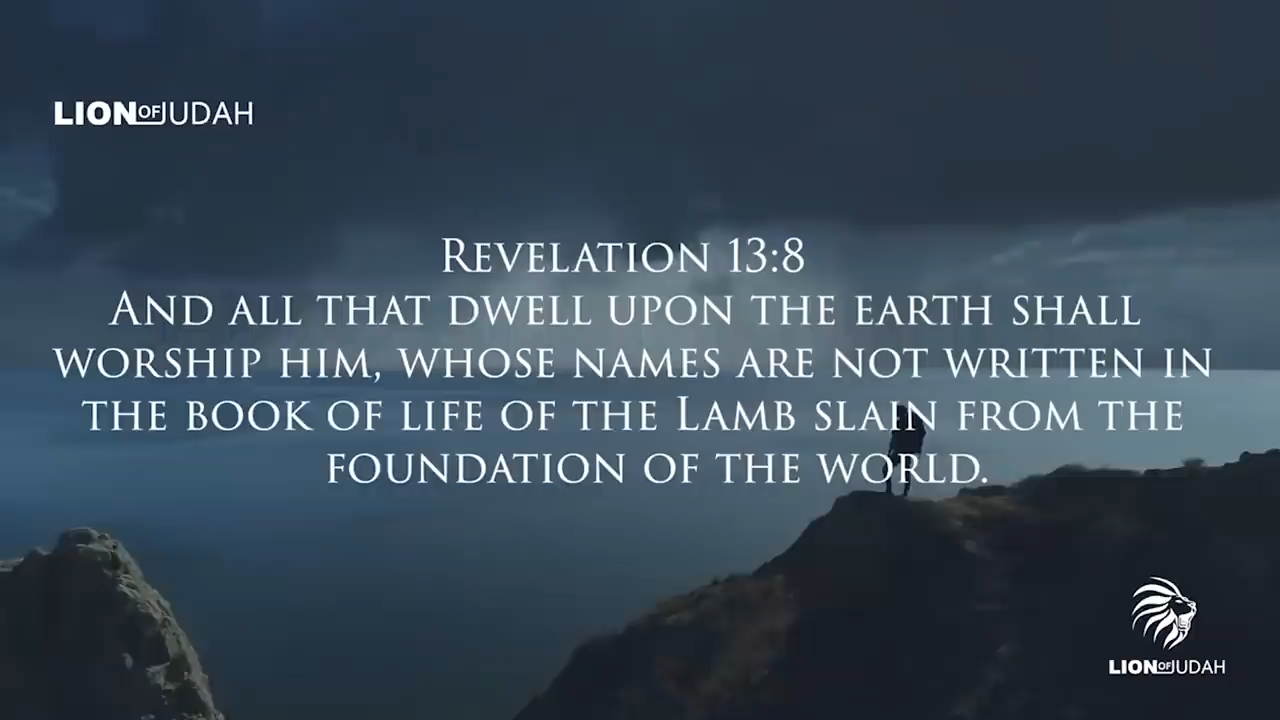 LION OF JUDAH
REVELATION 13:8
AND ALL THAT DWELL UPON THE EARTH SHALL
WORSHIP HIM, WHOSE NAMES ARE NOT WRITTEN IN
THE BOOK OF LIFE OF THE LAMB SLAIN FROM THE
FOUNDATION OF THE WORLD.
LION OF JUDAH